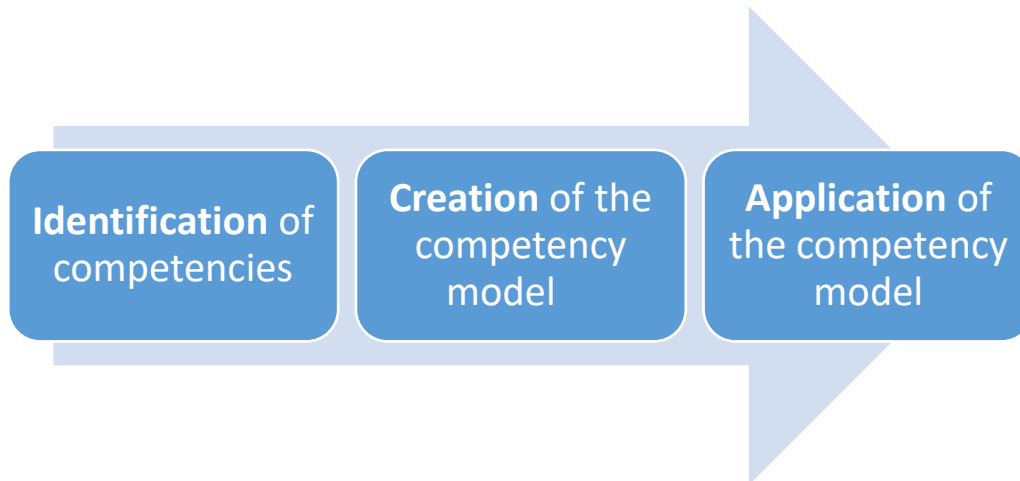 Identification of
competencies
Creation of the
competency
model
Application of
the competency
model